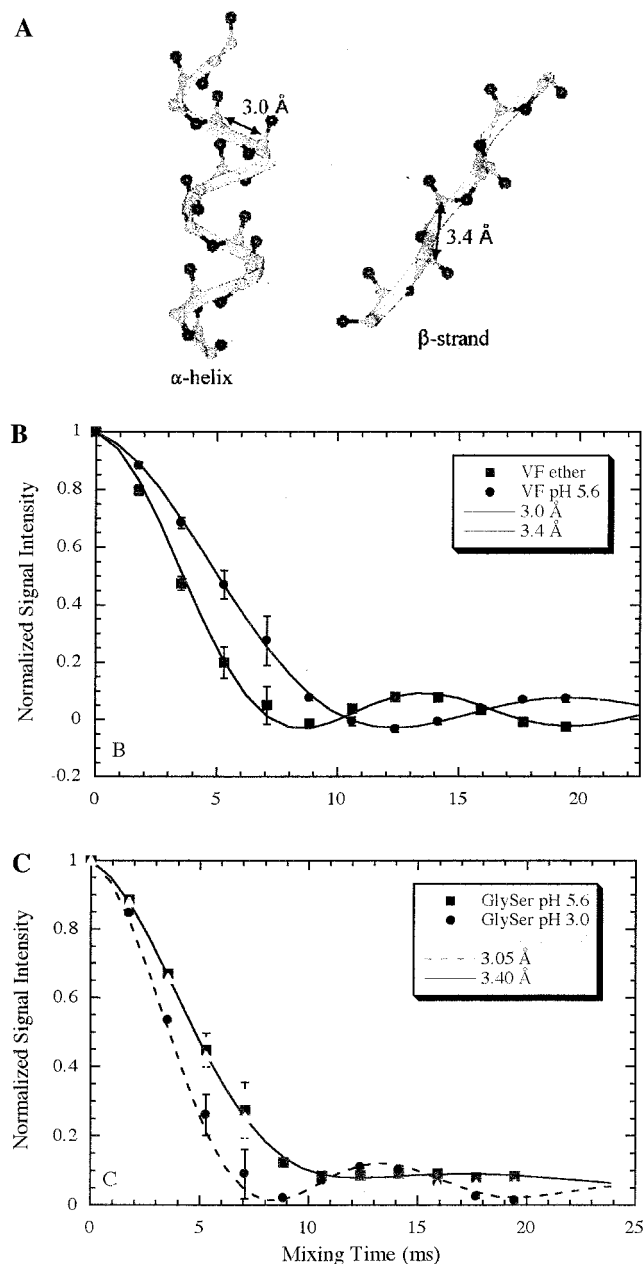 A
3.0 Å
3.4 Å
α-helix
β-strand
B
Normalized Signal Intensity
1
0.8
0.6
0.4
0.2
0
-0.2
VF ether
VF pH 5.6
3.0 Å
3.4 Å
B
0
5
10
15
20
C
Normalized Signal Intensity
1
0.8
0.6
0.4
0.2
0
GlySer pH 5.6
GlySer pH 3.0
3.05 Å
3.40 Å
C
0
5
10
15
20
25
Mixing Time (ms)